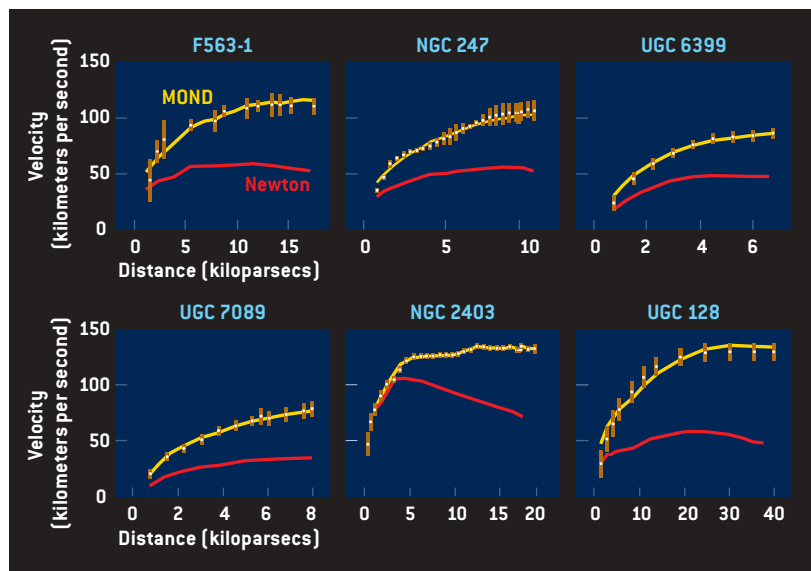 F563-1
NGC 247
UGC 6399
Velocity
(kilometers per second)
150
100
50
0
MOND
Newton
0 5 10 15
0 5 10
0 2 4 6
Distance (kiloparsecs)
UGC 7089
NGC 2403
UGC 128
Velocity
(kilometers per second)
150
100
50
0
0 2 4 6 8
0 5 10 15 20
0 10 20 30 40
Distance (kiloparsecs)